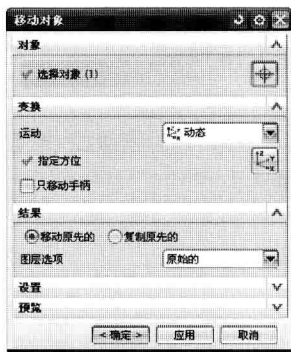 移动对象
对象
选择对象 (1)
变换
运动 动态
指定方位
只移动手柄
结果
移动原先的 复制原先的
图层选项 原始的
设置
预览
<确定> 应用 取消